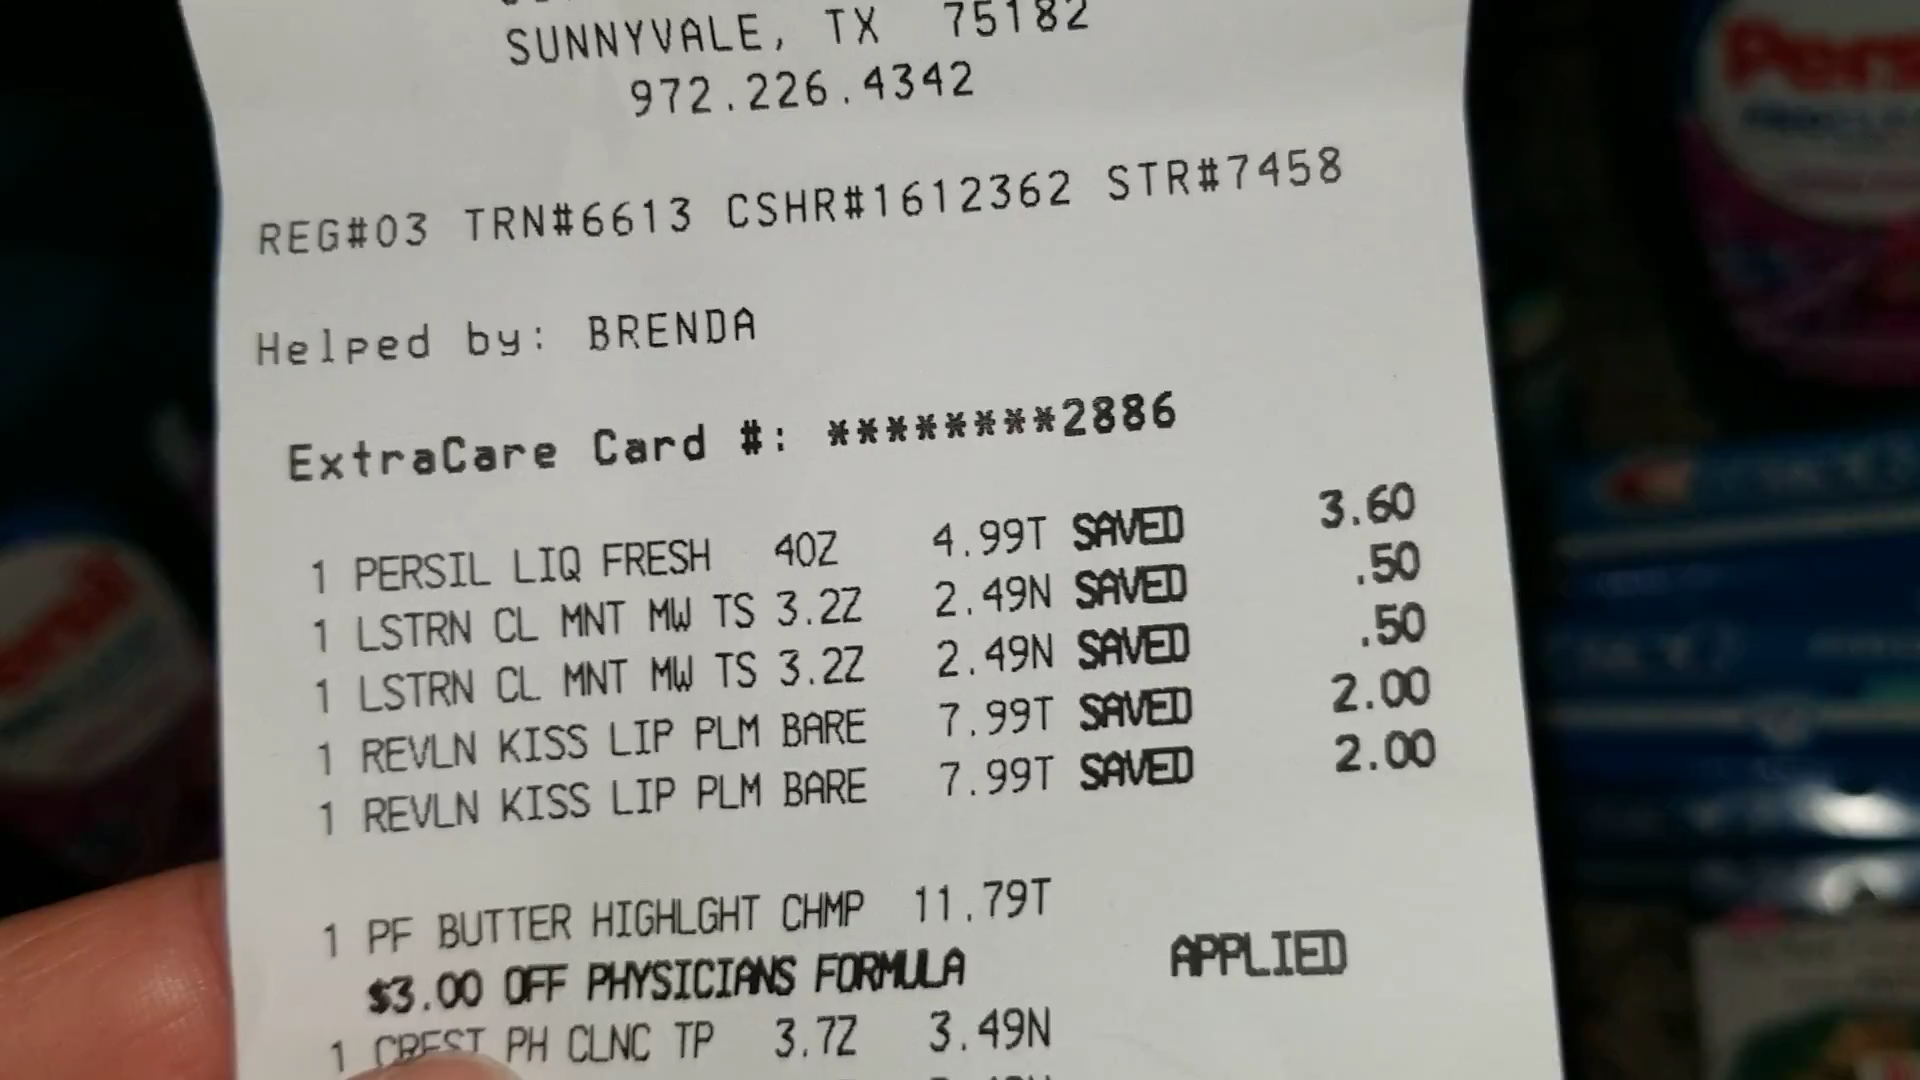 SUNNYVALE, TX 75182
972.226.4342
REG#03 TRN#6613 CSHR#1612362 STR#7458
Helped by: BRENDA
ExtraCare Card #: ********2886
1 PERSIL LIQ FRESH 40Z 4.99T SAVED 3.60
1 LSTRN CL MNT MW TS 3.2Z 2.49N SAVED .50
1 LSTRN CL MNT MW TS 3.2Z 2.49N SAVED .50
1 REVLN KISS LIP PLM BARE 7.99T SAVED 2.00
1 REVLN KISS LIP PLM BARE 7.99T SAVED 2.00
1 PF BUTTER HIGHLGHT CHMP 11.79T
$3.00 OFF PHYSICIANS FORMULA APPLIED
1 CREST PH CLNC TP 3.7Z 3.49N